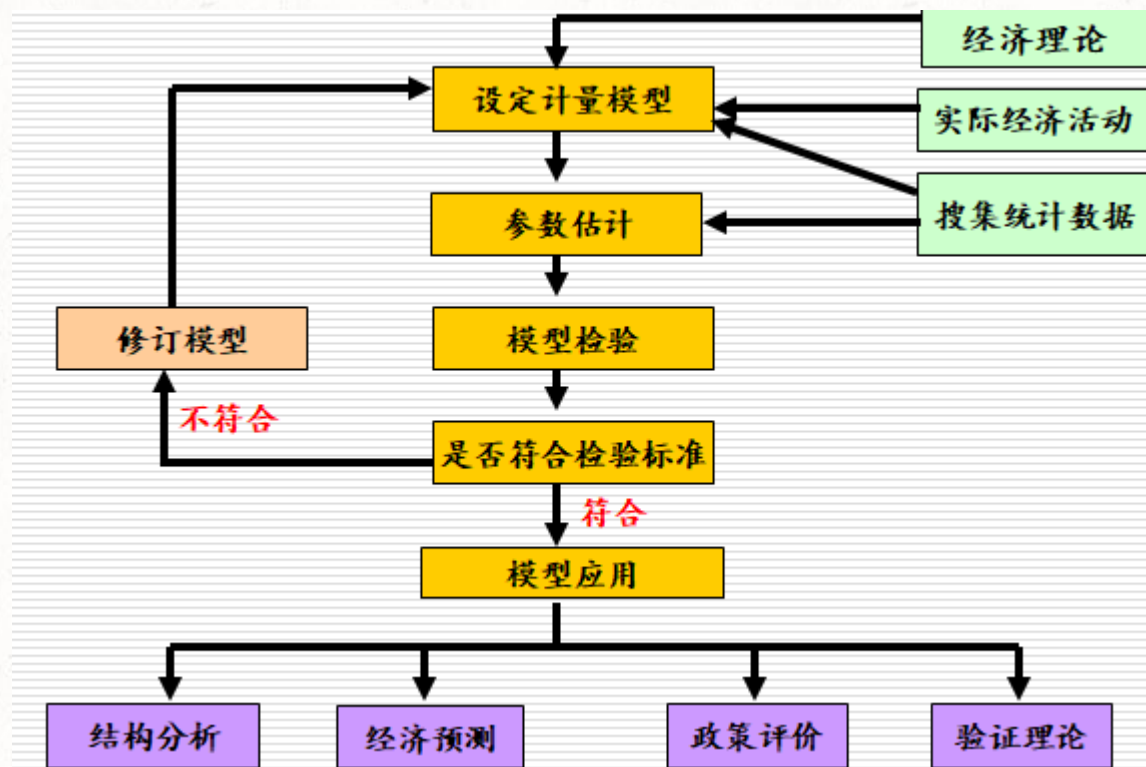 经济理论
设定计量模型
实际经济活动
参数估计
搜集统计数据
修订模型
模型检验
不符合
是否符合检验标准
符合
模型应用
结构分析
经济预测
政策评价
验证理论